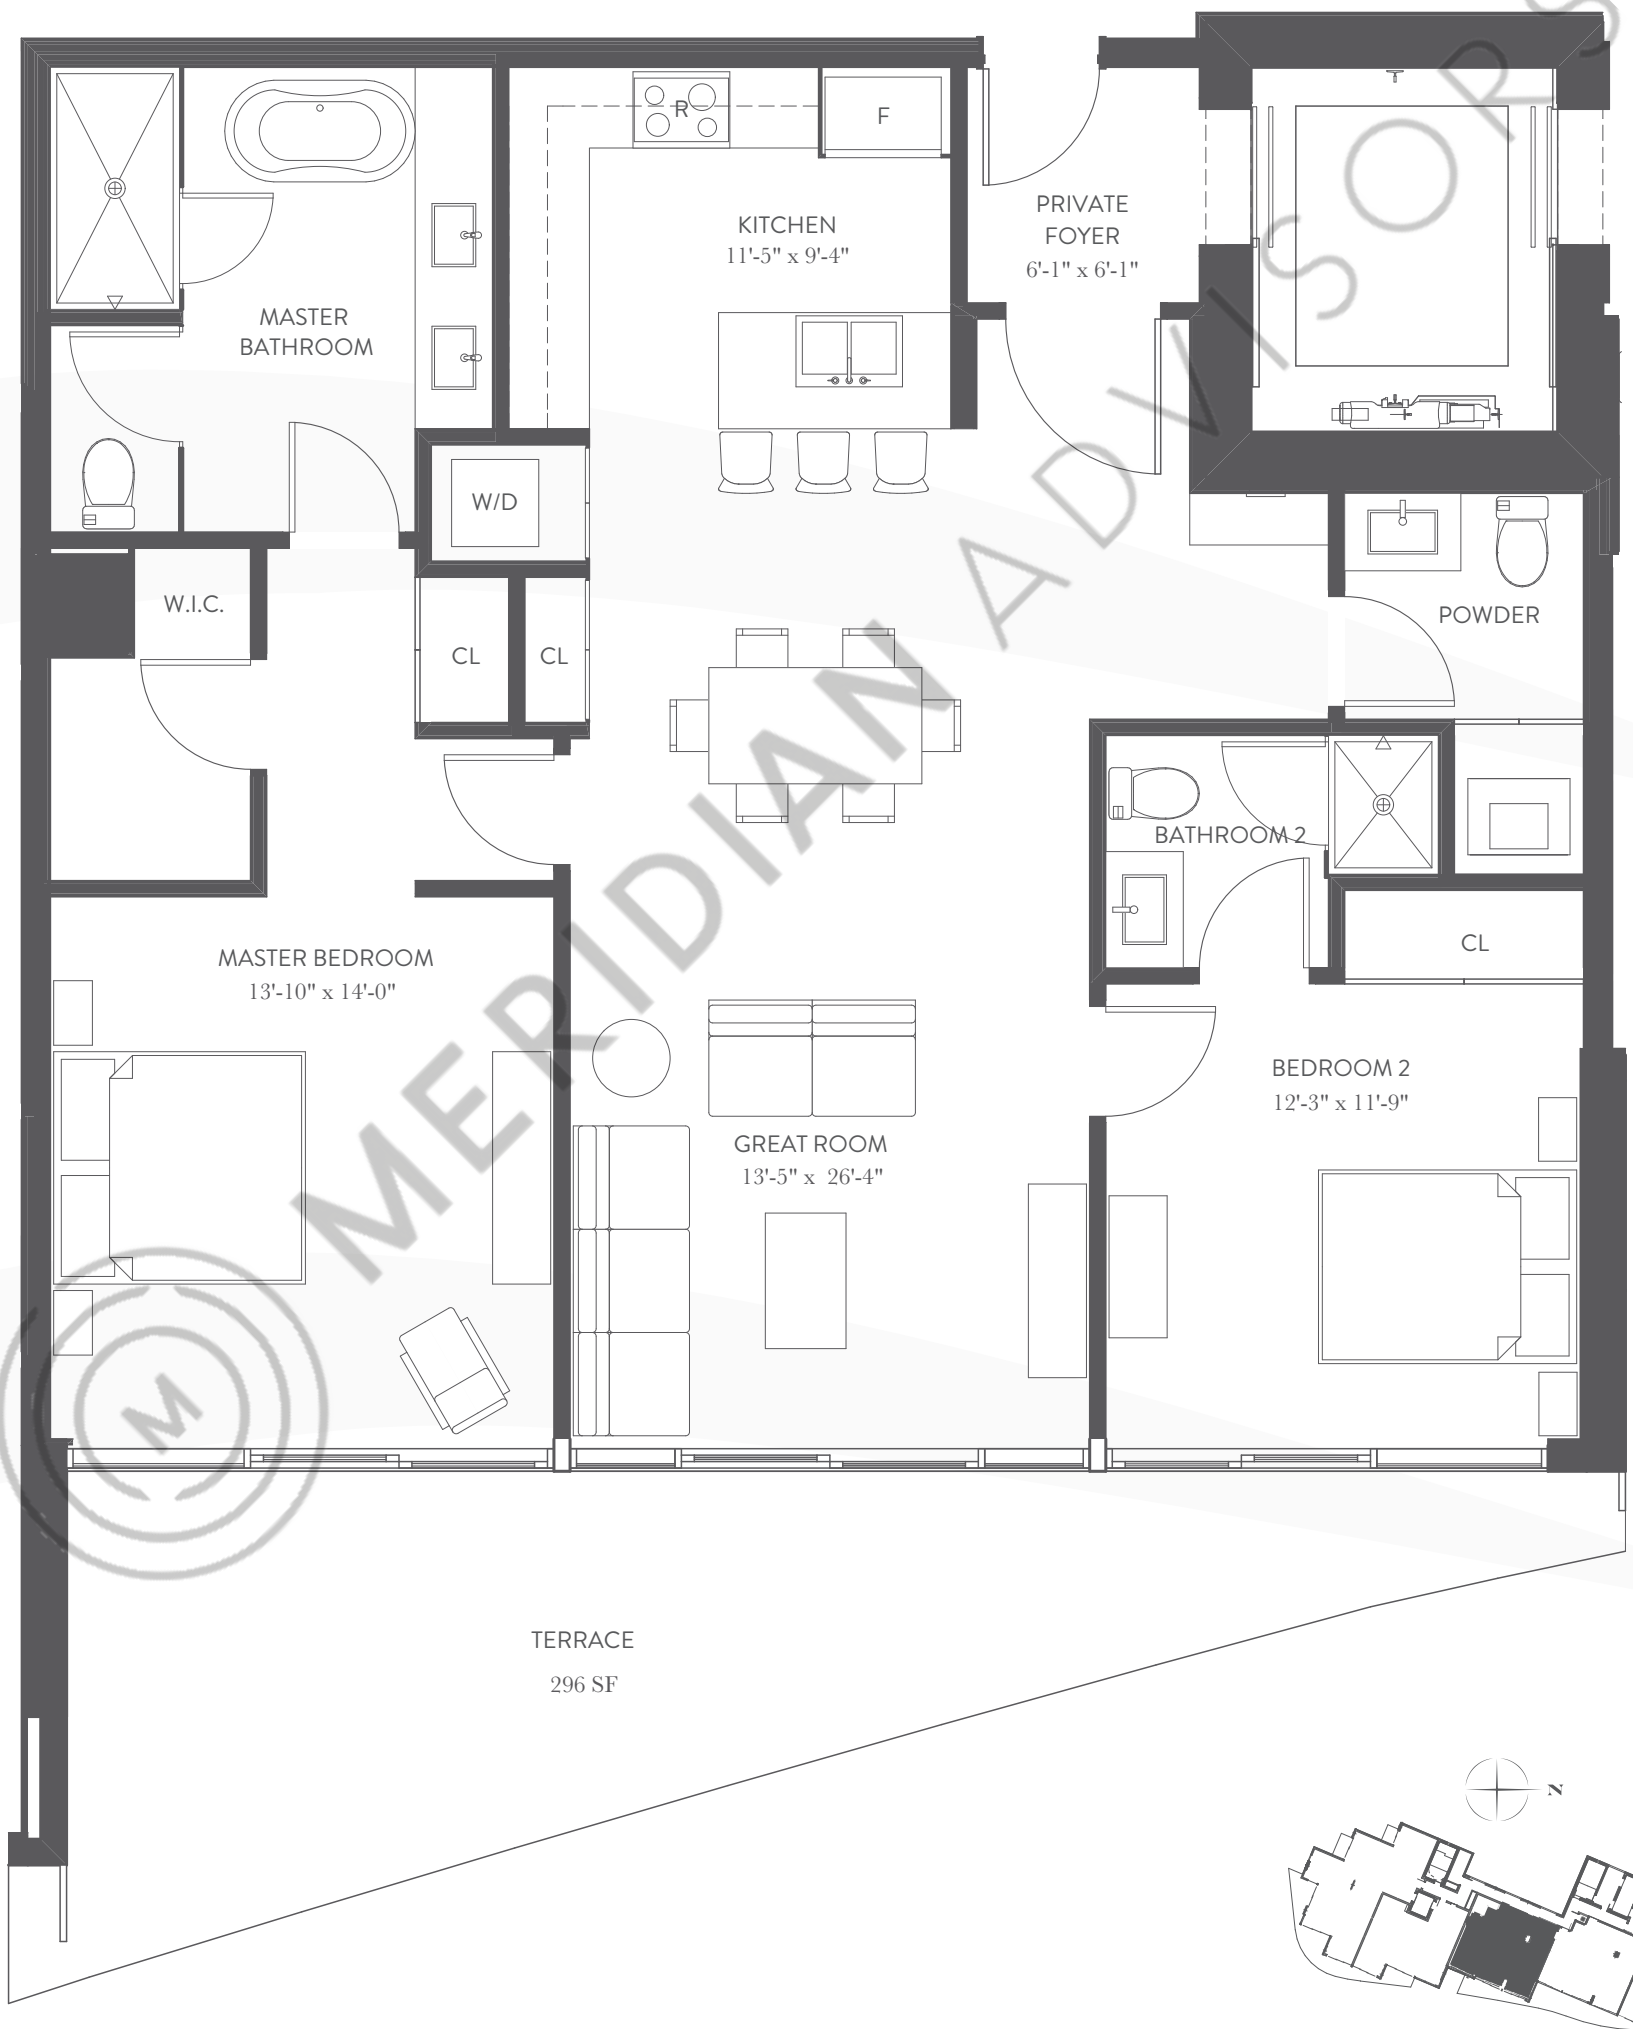 R
F
KITCHEN
11'-5" x 9'-4"
PRIVATE
FOYER
6'-1" x 6'-1"
MASTER
BATHROOM
W/D
W.I.C.
CL
CL
POWDER
BATHROOM 2
CL
MASTER BEDROOM
13'-10" x 14'-0"
BEDROOM 2
12'-3" x 11'-9"
GREAT ROOM
13'-5" x 26'-4"
TERRACE
296 SF
N
M
MERIDIAN ADVISORS